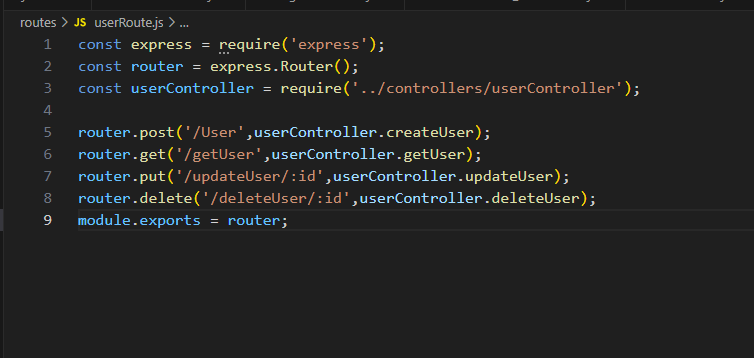 routes > JS userRoute.js > ...
1 const express = require('express');
2 const router = express.Router();
3 const userController = require('../controllers/userController');
4
5 router.post('/User',userController.createUser);
6 router.get('/getUser',userController.getUser);
7 router.put('/updateUser/:id',userController.updateUser);
8 router.delete('/deleteUser/:id',userController.deleteUser);
9 module.exports = router;